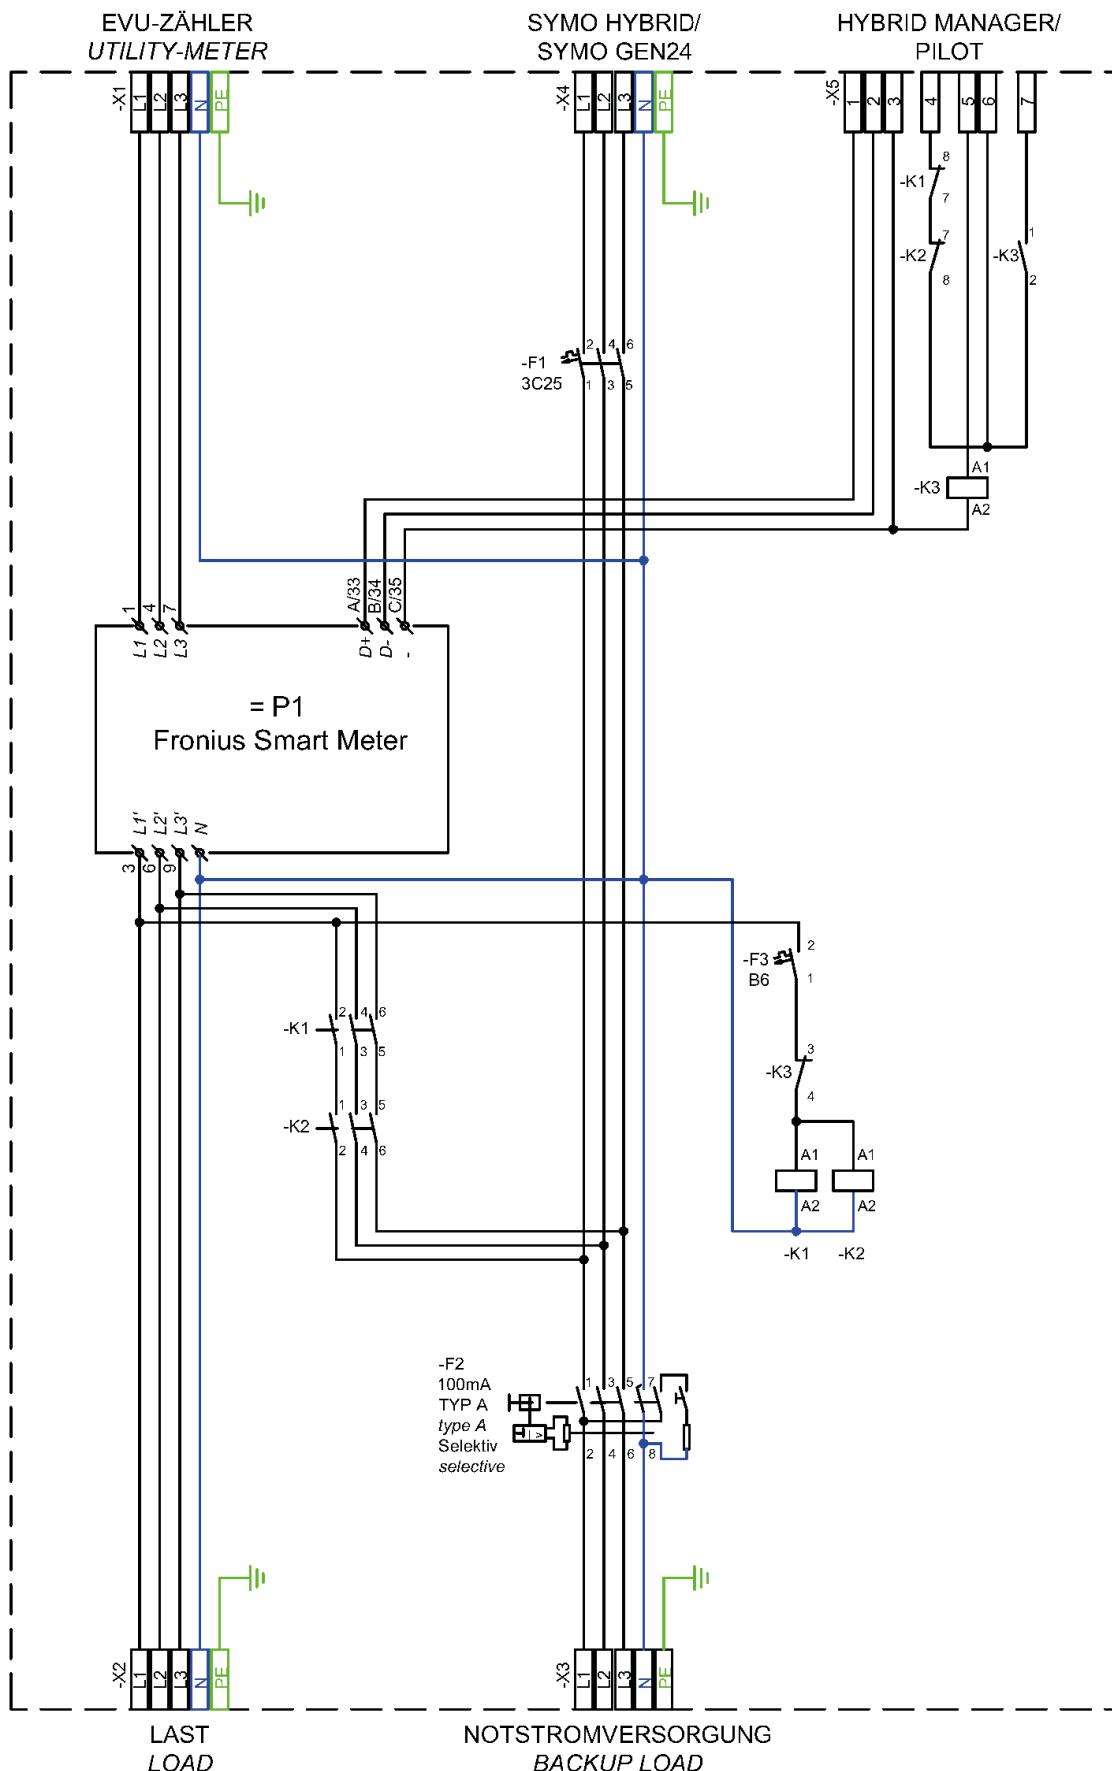 EVU-ZÄHLER
UTILITY-METER
SYMO HYBRID/
SYMO GEN24
HYBRID MANAGER/
PILOT
-X1 L1 L2 L3 N PE
-X4 L1 L2 L3 N PE
-X5 1 2 3 4 5 6 7
8
-K1
7
7
-K2
8
1
-K3
2
2 4 6
-F1
3C25
1 3 5
A1
-K3
A2
1 4 7
A/33 B/34 C/35
L1 L2 L3
D+ D- -
= P1
Fronius Smart Meter
L1' L2' L3' N
3 6 9
2
-F3
B6
1
2 4 6
-K1
1 3 5
3
-K3
4
1 3 5
-K2
2 4 6
A1 A1
A2 A2
-K1 -K2
-F2
100mA
TYP A
type A
Selektiv
selective
1 3 5 7
I >
2 4 6 8
-X2 L1 L2 L3 N PE
-X3 L1 L2 L3 N PE
LAST
LOAD
NOTSTROMVERSORGUNG
BACKUP LOAD